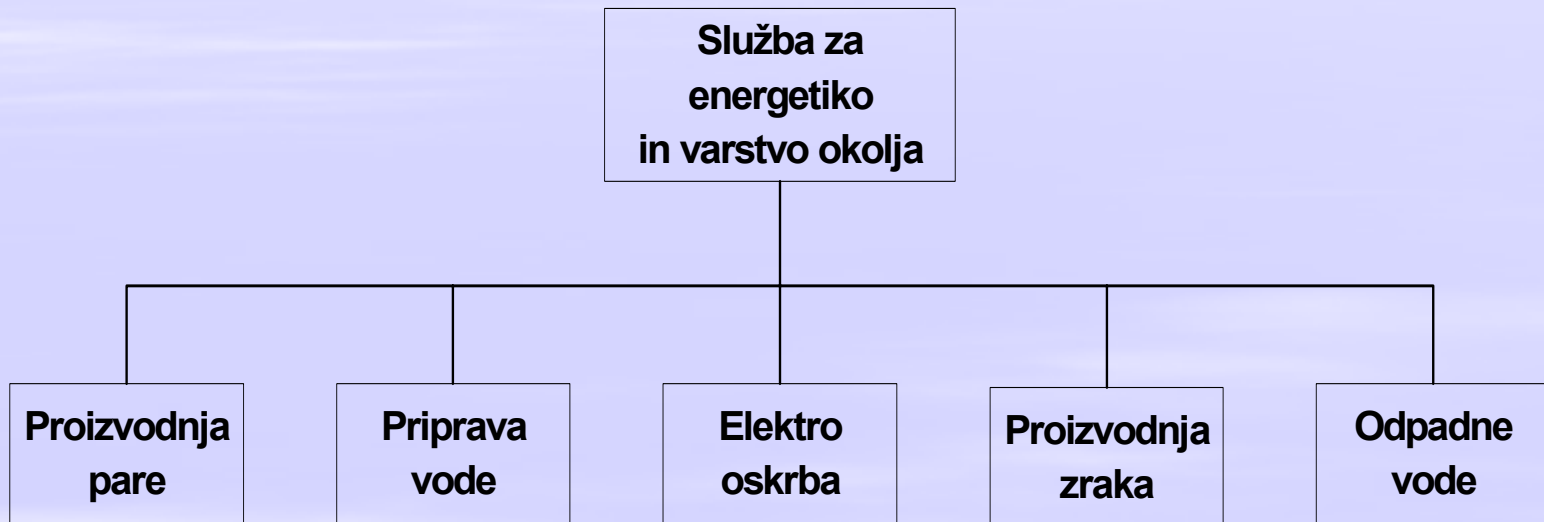 Služba za
energetiko
in varstvo okolja
Proizvodnja
pare
Priprava
vode
Elektro
oskrba
Proizvodnja
zraka
Odpadne
vode